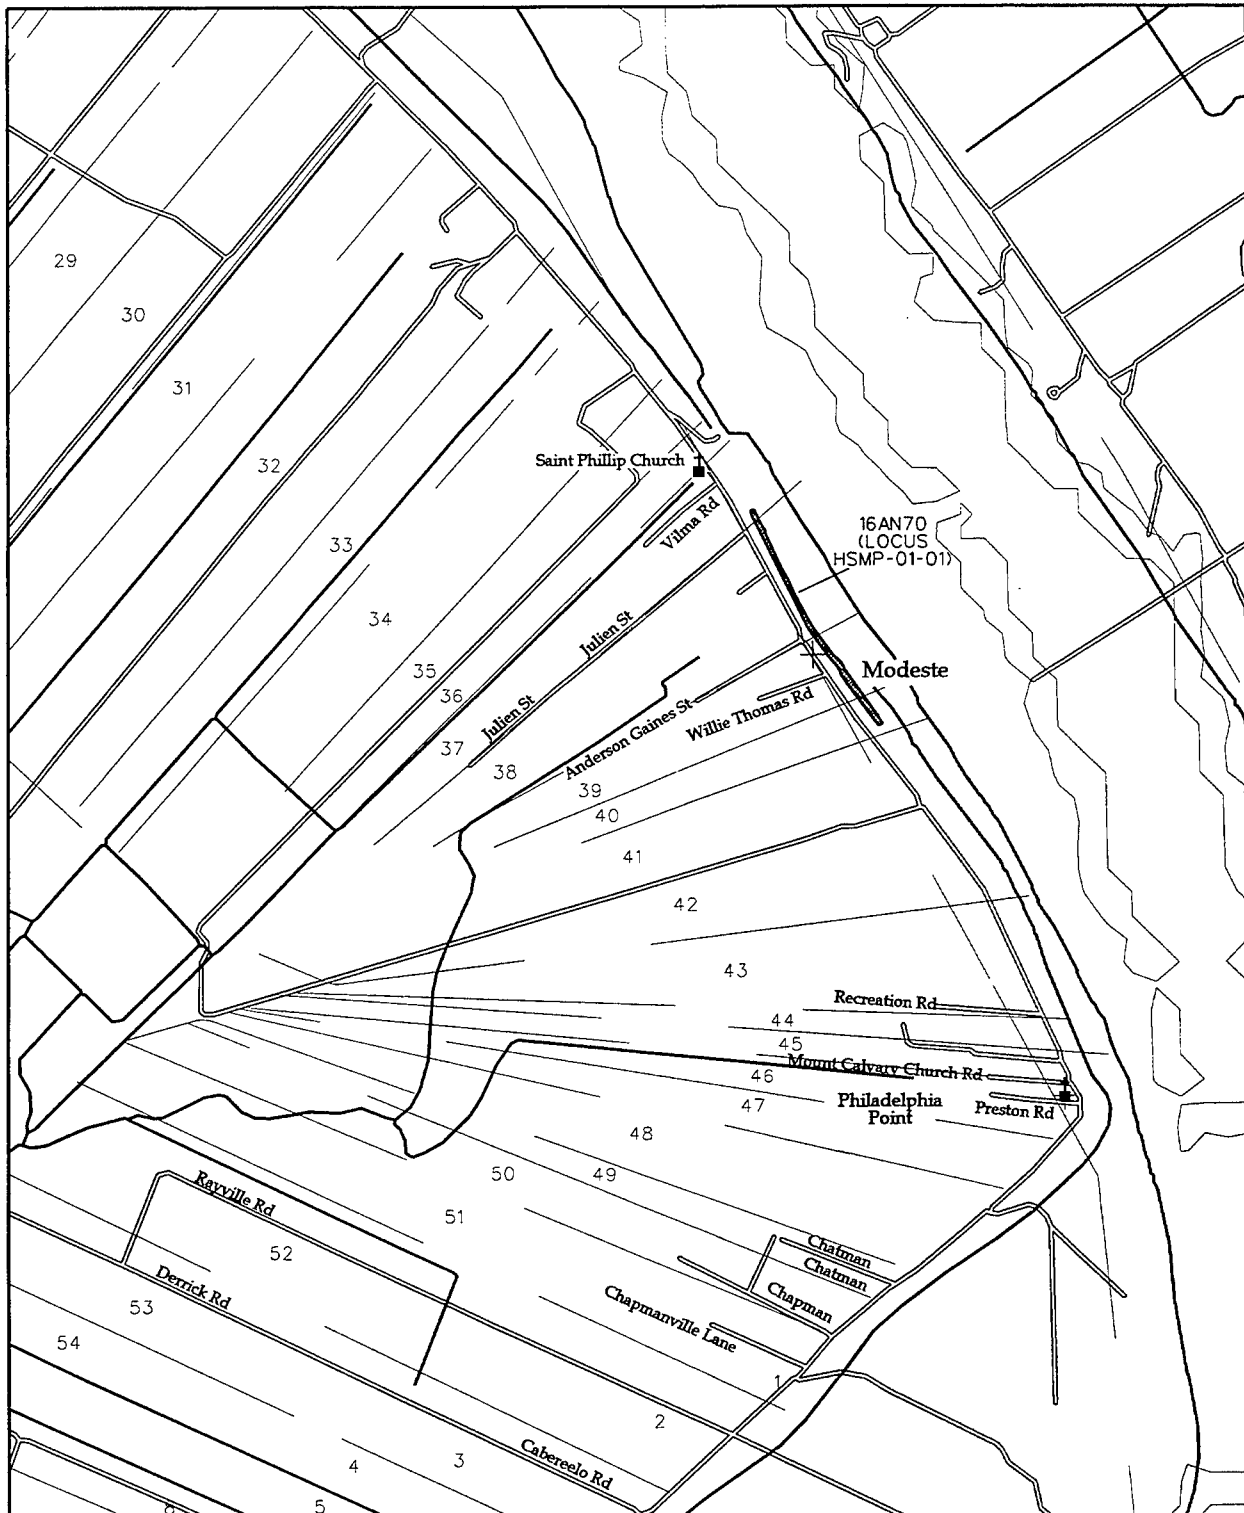 29
30
31
32
Saint Phillip Church
Vilma Rd
16AN70
(LOCUS
HSMP-01-01)
33
34
Julien St
35
36
Modeste
Julien St
37
38
Anderson Gaines St
Willie Thomas Rd
39
40
41
42
43
Recreation Rd
44
45
Mount Calvary Church Rd
46
47
Philadelphia
Point
Preston Rd
48
49
50
51
Rayville Rd
52
Chatman
Chatman
Chapman
Derrick Rd
53
Chapmanville Lane
54
1
2
3
Cabereelo Rd
4
5